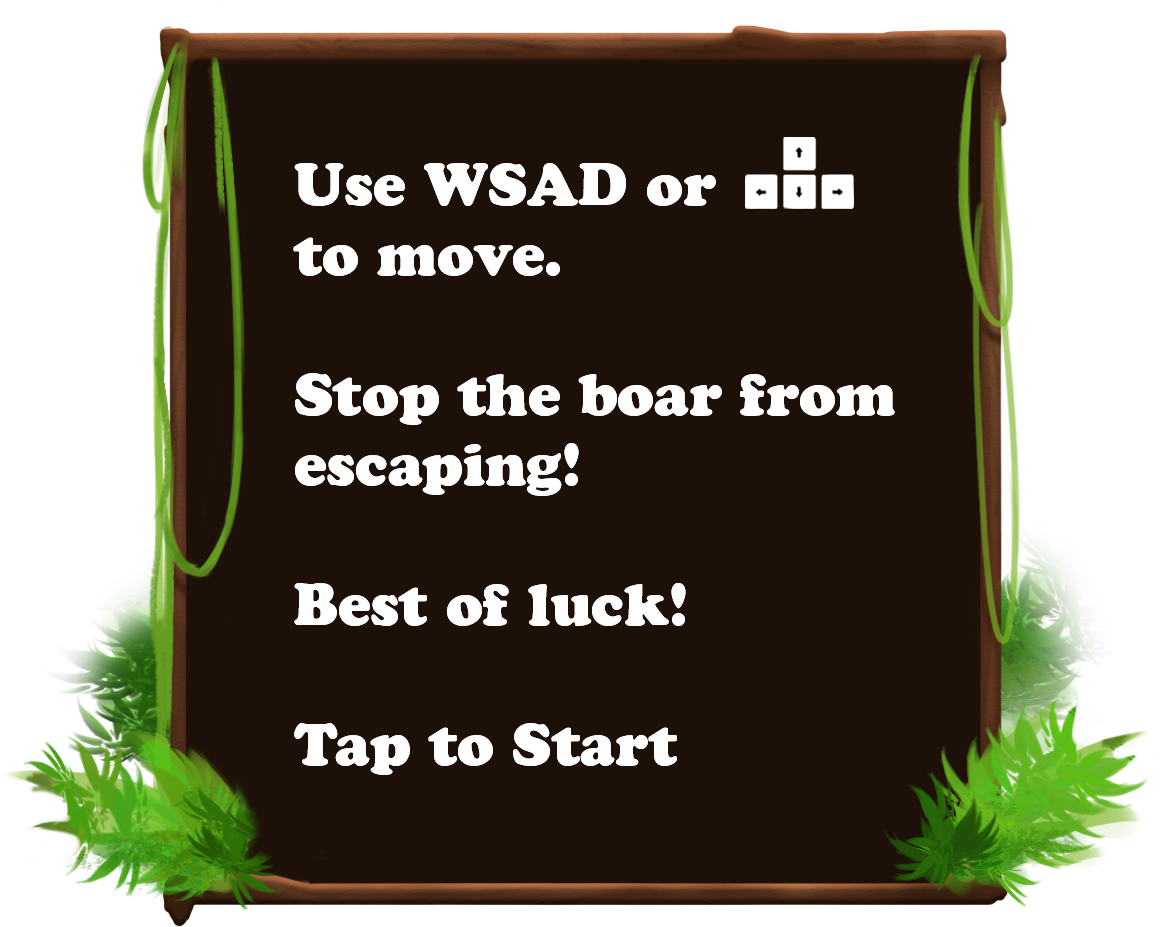 Use WSAD or
to move.
Stop the boar from
escaping!
Best of luck!
Tap to Start